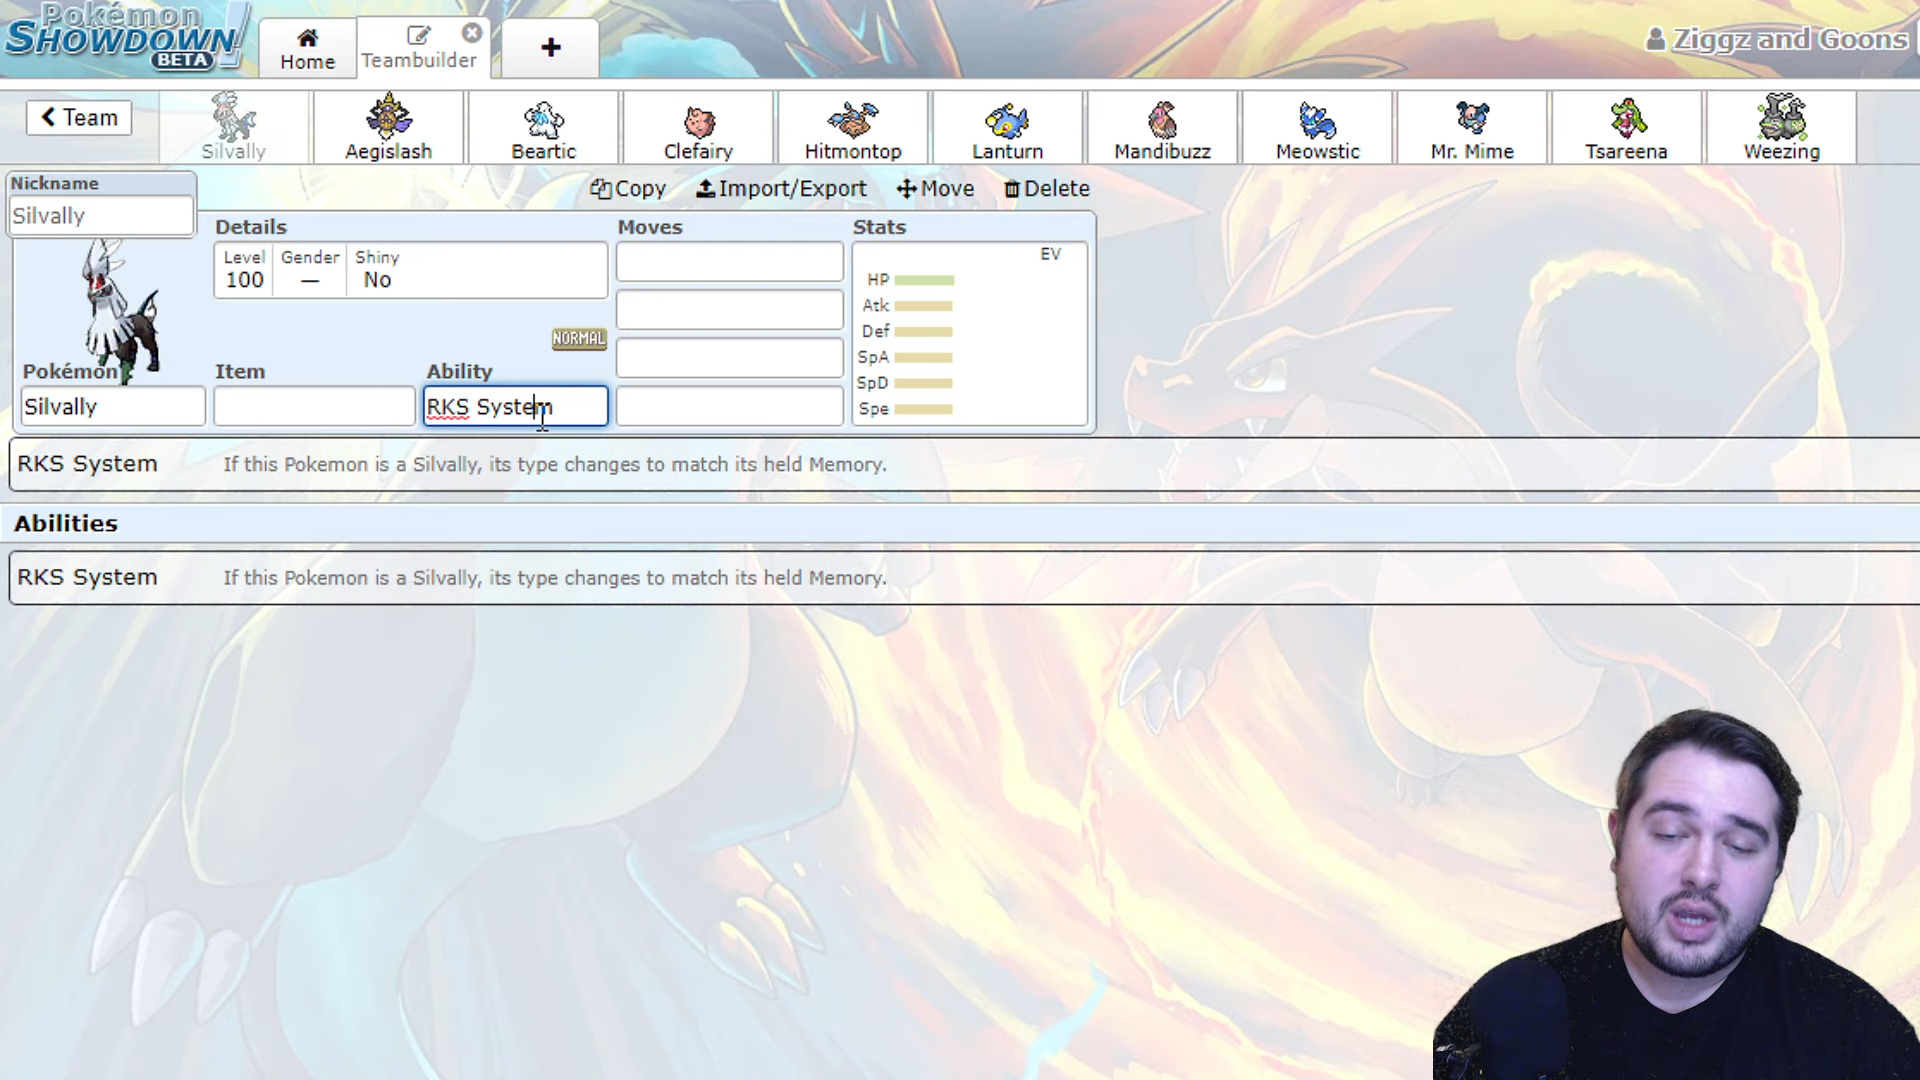 Pokémon
SHOWDOWN!
BETA
Home
Teambuilder
+
Ziggz and Goons
Team
Silvally
Aegislash
Beartic
Clefairy
Hitmontop
Lanturn
Mandibuzz
Meowstic
Mr. Mime
Tsareena
Weezing
Nickname
Silvally
Copy
Import/Export
Move
Delete
Details
Moves
Stats
Level
Gender
Shiny
100
—
No
EV
HP
Atk
Def
SpA
SpD
Spe
NORMAL
Pokémon
Item
Ability
Silvally
RKS System
RKS System If this Pokemon is a Silvally, its type changes to match its held Memory.
Abilities
RKS System If this Pokemon is a Silvally, its type changes to match its held Memory.